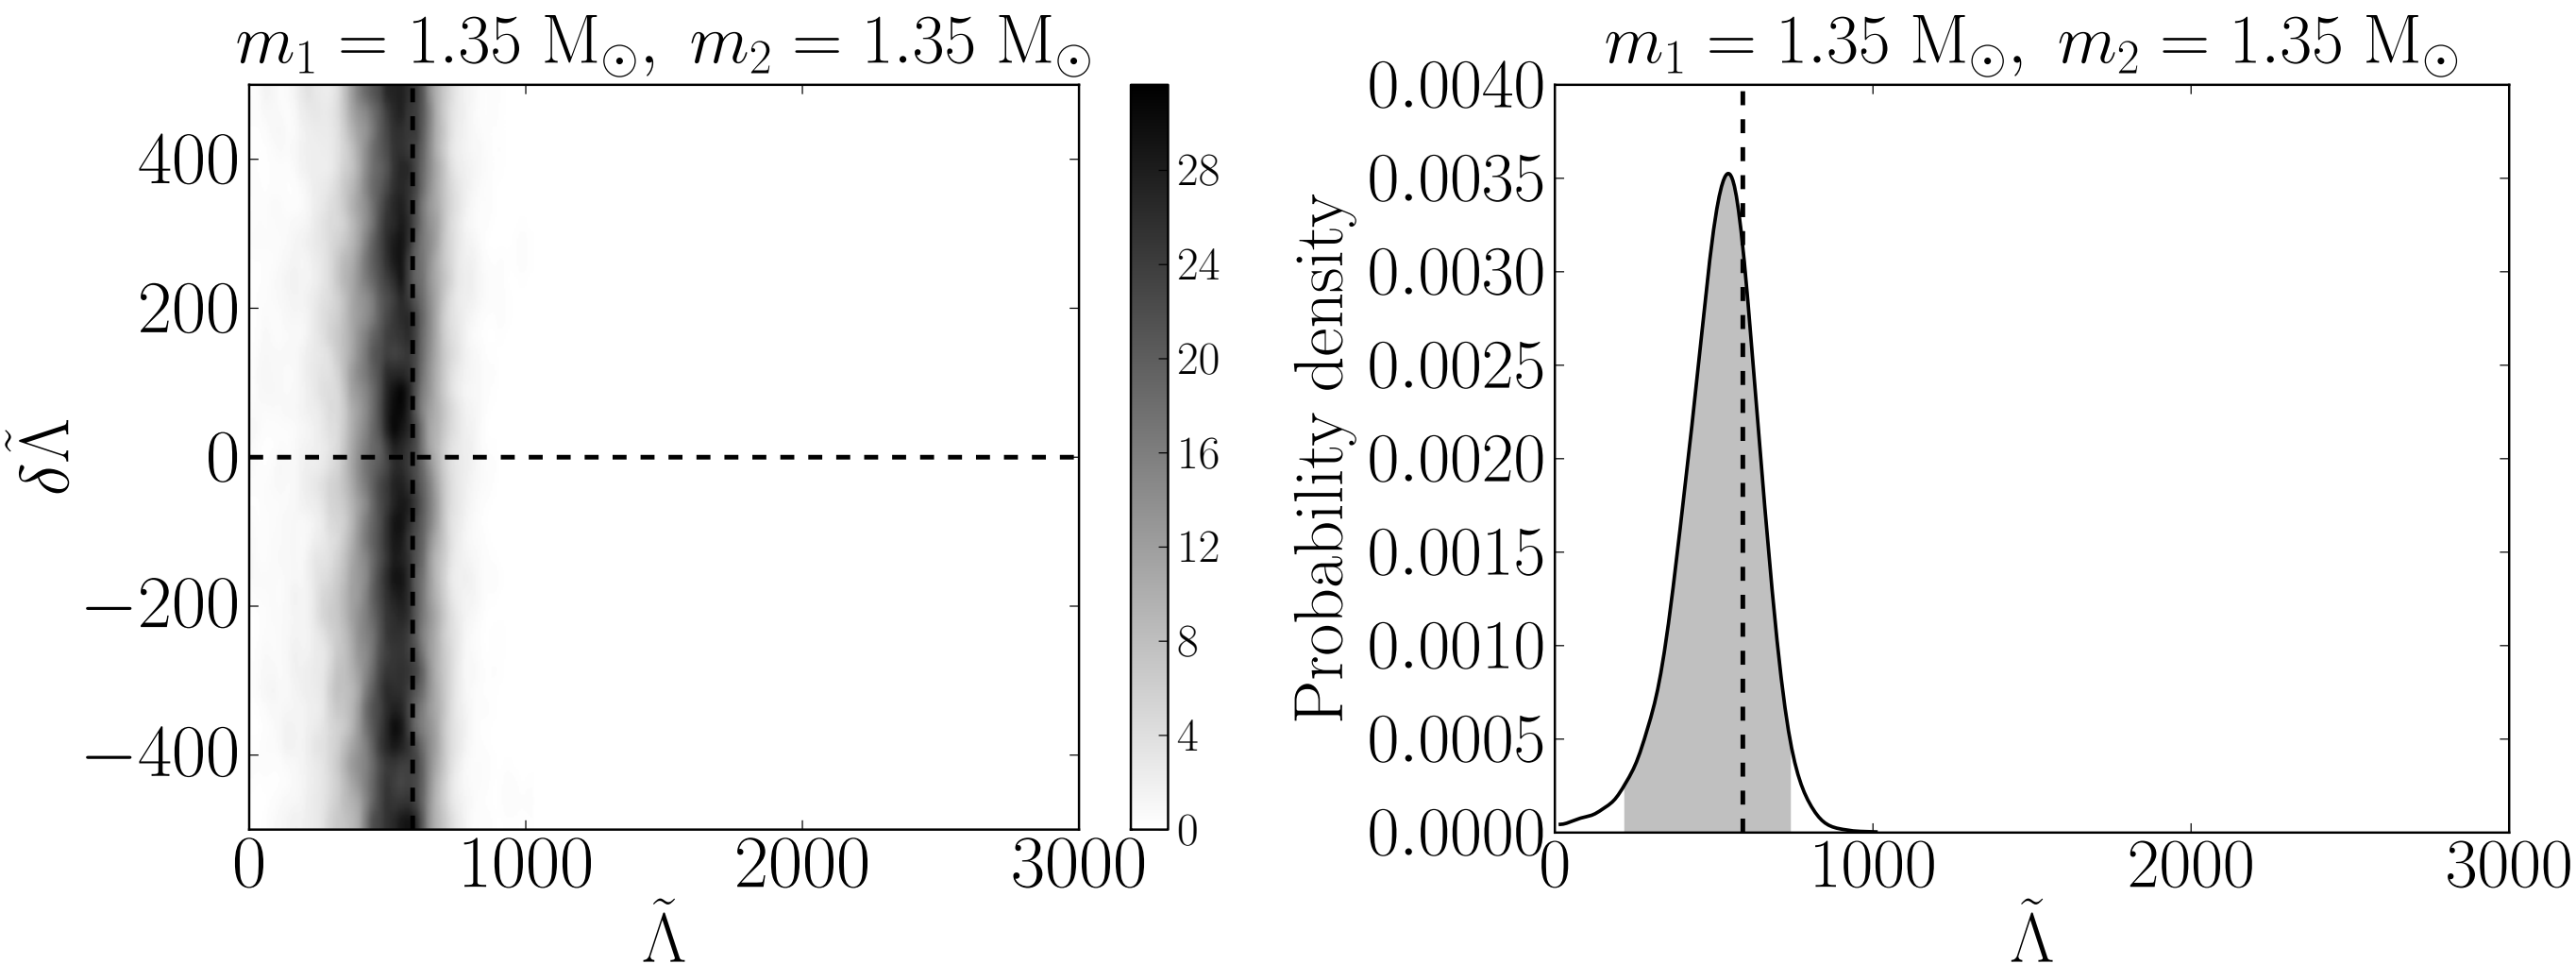 m₁ = 1.35 M⊙, m₂ = 1.35 M⊙
400
200
0
−200
−400
δΛ̃
0 1000 2000 3000
Λ̃
28
24
20
16
12
8
4
0
m₁ = 1.35 M⊙, m₂ = 1.35 M⊙
0.0040
0.0035
0.0030
0.0025
0.0020
0.0015
0.0010
0.0005
0.0000
Probability density
0 1000 2000 3000
Λ̃